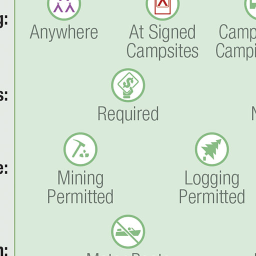 Anywhere
At Signed
Campsites
Required
Mining
Permitted
Logging
Permitted